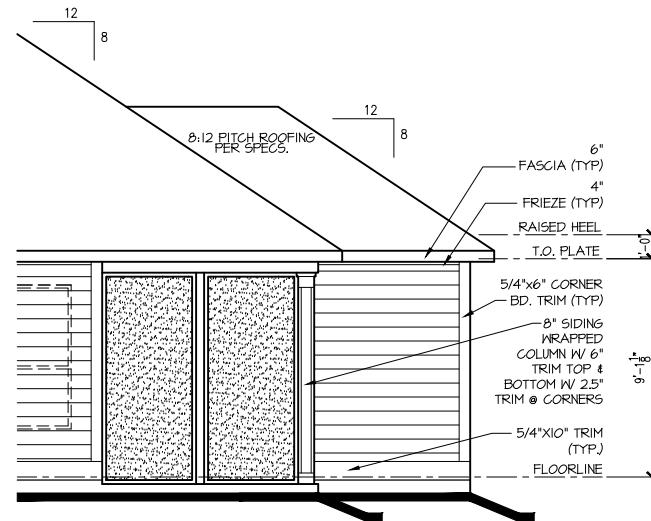 12
8
12
8
8:12 PITCH ROOFING
PER SPECS.
6"
FASCIA (TYP)
4"
FRIEZE (TYP)
RAISED HEEL
1'-0"
T.O. PLATE
5/4"x6" CORNER
BD. TRIM (TYP)
8" SIDING
WRAPPED
COLUMN W/ 6"
TRIM TOP &
BOTTOM W/ 2.5"
TRIM @ CORNERS
9'-1 1/8"
5/4"X10" TRIM
(TYP.)
FLOORLINE